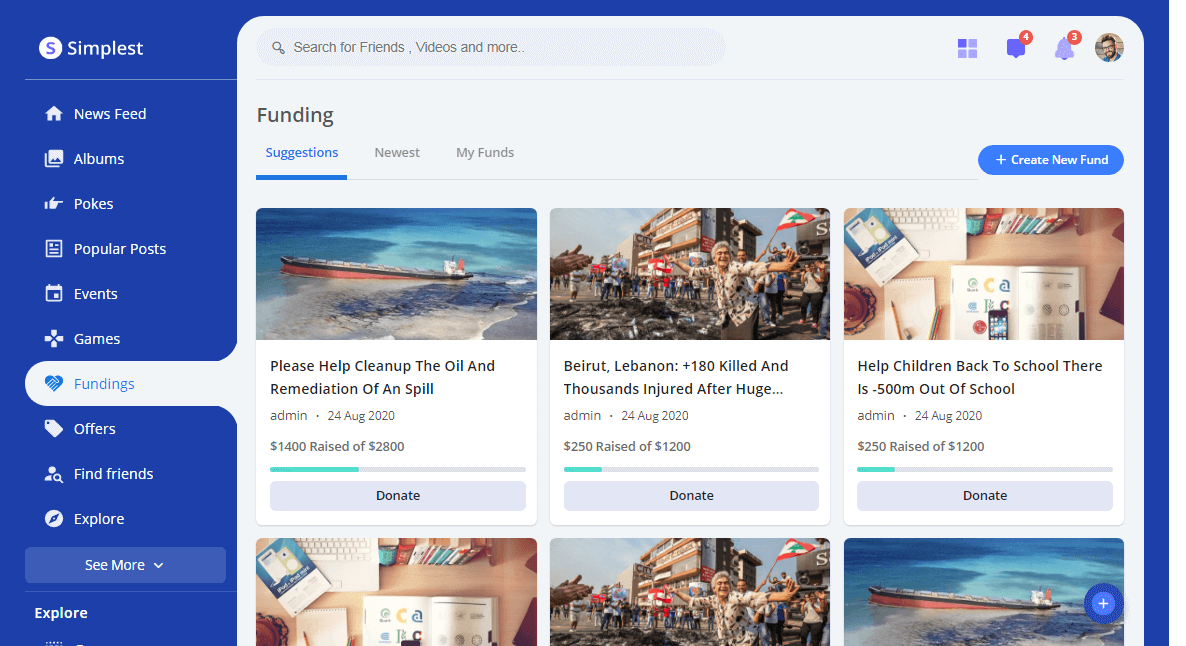 S Simplest
Search for Friends , Videos and more..
4
3
News Feed
Albums
Pokes
Popular Posts
Events
Games
Fundings
Offers
Find friends
Explore
See More
Explore
Funding
Suggestions
Newest
My Funds
+ Create New Fund
Please Help Cleanup The Oil And
Remediation Of An Spill
admin · 24 Aug 2020
$1400 Raised of $2800
Donate
Beirut, Lebanon: +180 Killed And
Thousands Injured After Huge...
admin · 24 Aug 2020
$250 Raised of $1200
Donate
Help Children Back To School There
Is -500m Out Of School
admin · 24 Aug 2020
$250 Raised of $1200
Donate
+